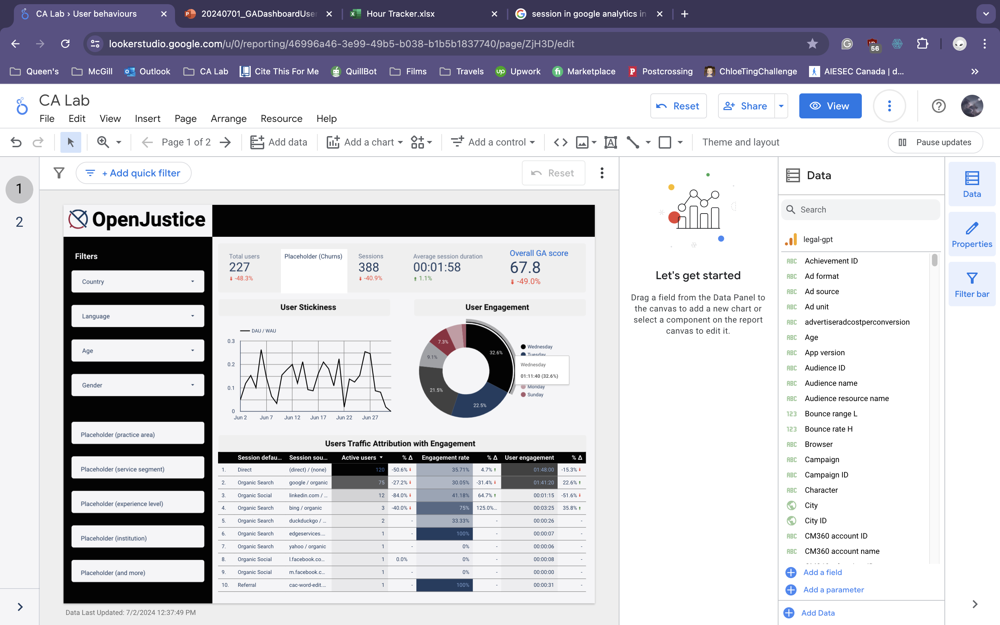 CA Lab › User behaviours
20240701_GADashboardUser
Hour Tracker.xlsx
session in google analytics in
lookerstudio.google.com/u/0/reporting/46996a46-3e99-49b5-b038-b1b5b1837740/page/ZjH3D/edit
56
Queen's
McGill
Outlook
CA Lab
Cite This For Me
QuillBot
Films
Travels
Upwork
Marketplace
Postcrossing
ChloeTingChallenge
AIESEC Canada | d...
CA Lab
File Edit View Insert Page Arrange Resource Help
Reset
Share
View
Page 1 of 2
Add data
Add a chart
Add a control
Theme and layout
Pause updates
1
2
+ Add quick filter
Reset
OpenJustice
Filters
Country
Language
Age
Gender
Placeholder (practice area)
Placeholder (service segment)
Placeholder (experience level)
Placeholder (institution)
Placeholder (and more)
Total users
227
-48.3%
Placeholder (Churns)
Sessions
388
-40.9%
Average session duration
00:01:58
1.1%
Overall GA score
67.8
-49.0%
User Stickiness
DAU / WAU
0.3
0.2
0.1
0
Jun 2 Jun 7 Jun 12 Jun 17 Jun 22 Jun 27
User Engagement
32.6%
22.5%
21.5%
9.1%
7.3%
Wednesday
Tuesday
Wednesday
01:11:40 (32.6%)
Monday
Sunday
Users Traffic Attribution with Engagement
Session defau... Session sou... Active users % Δ Engagement rate % Δ User engagement % Δ
1. Direct (direct) / (none) 120 -50.6% 35.71% 4.7% 01:48:00 -15.3%
2. Organic Search google / organic 75 -27.2% 30.05% -31.4% 01:41:20 22.6%
3. Organic Social linkedin.com / ... 12 -84.0% 41.18% 64.7% 00:01:15 -51.6%
4. Organic Search bing / organic 3 -40.0% 75% 125.0%... 00:03:25 35.8%
5. Organic Search duckduckgo / ... 2 - 33.33% - 00:00:26 -
6. Organic Search edgeservices.... 1 - 100% - 00:00:07 -
7. Organic Search yahoo / organic 1 - 0% - 00:00:06 -
8. Organic Social l.facebook.co... 1 0.0% 0% - 00:00:08 -
9. Organic Social m.facebook.c... 1 - 0% - 00:00:00 -
10. Referral cac-word-edit.... 1 - 100% - 00:00:31 -
Data Last Updated: 7/2/2024 12:37:49 PM
Let's get started
Drag a field from the Data Panel to
the canvas to add a new chart or
select a component on the report
canvas to edit it.
Data
Search
legal-gpt
ABC Achievement ID
ABC Ad format
ABC Ad source
ABC Ad unit
ABC advertiseradcostperconversion
ABC Age
ABC App version
ABC Audience ID
ABC Audience name
ABC Audience resource name
123 Bounce range L
123 Bounce rate H
ABC Browser
ABC Campaign
ABC Campaign ID
ABC Character
City
City ID
ABC CM360 account ID
ABC CM360 account name
Add a field
Add a parameter
Add Data
Data
Properties
Filter bar